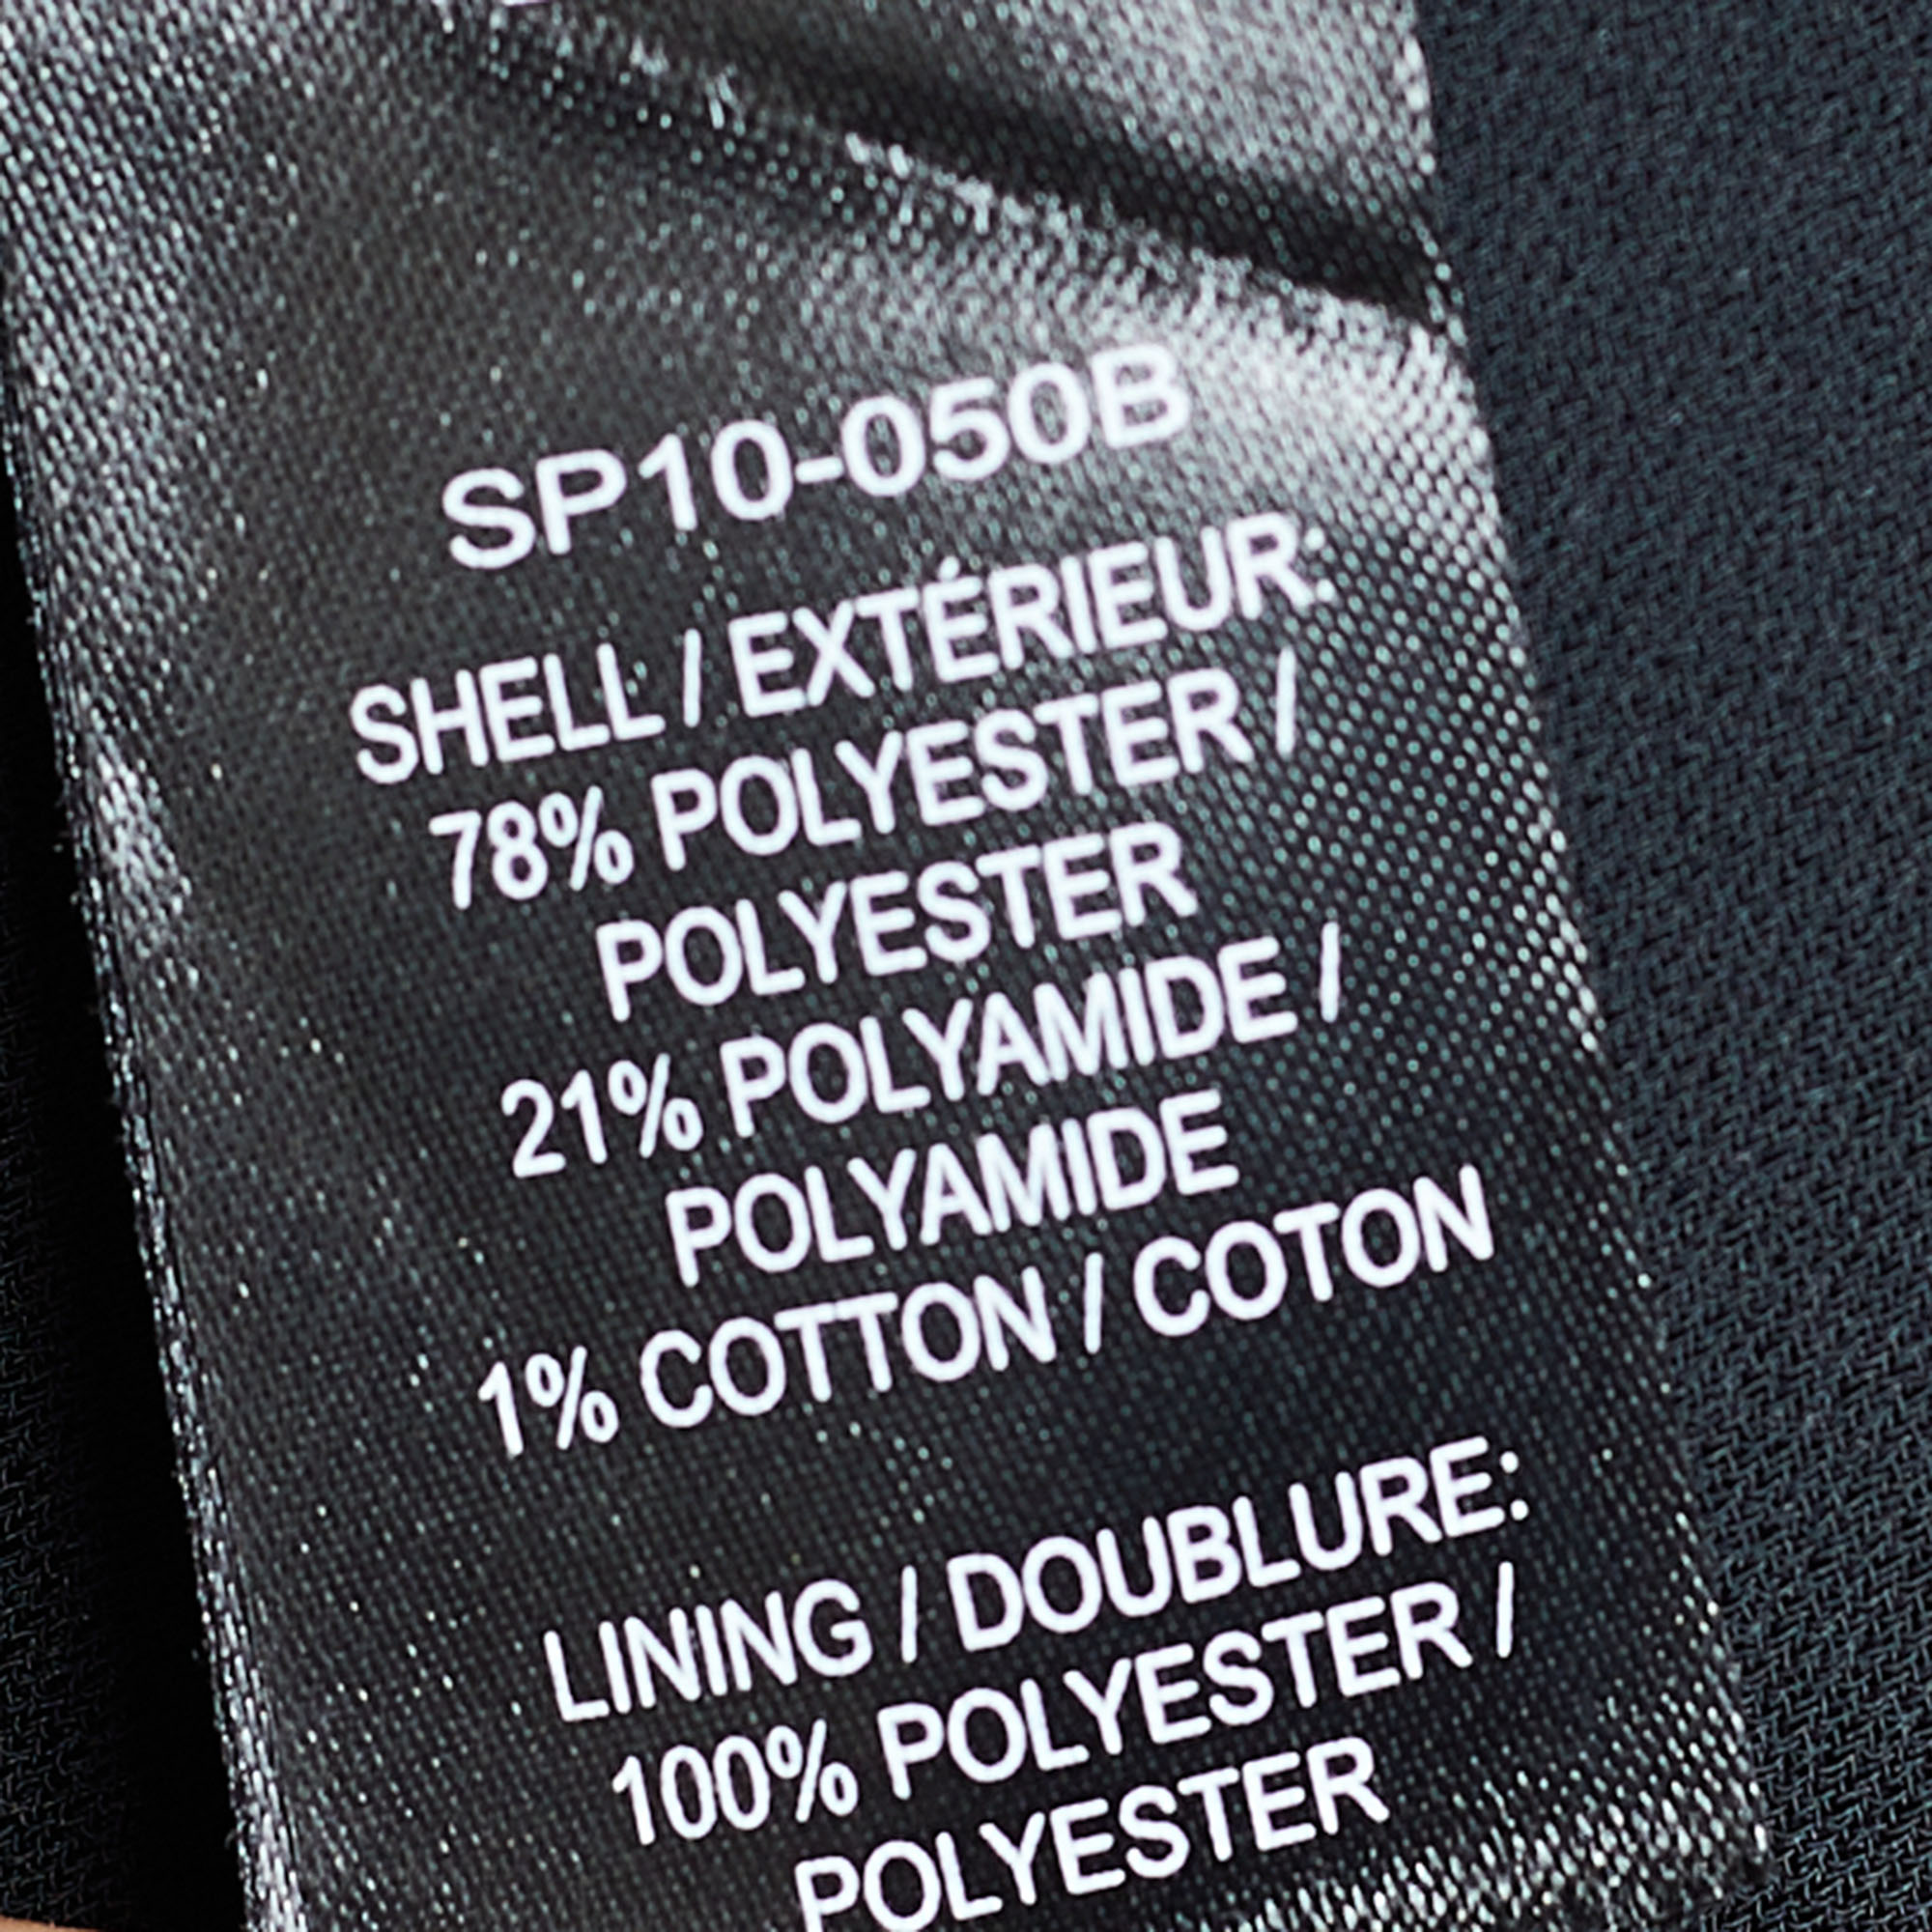 SP10-050B
SHELL / EXTÉRIEUR:
78% POLYESTER /
POLYESTER
21% POLYAMIDE /
POLYAMIDE
1% COTTON / COTON
LINING / DOUBLURE:
100% POLYESTER /
POLYESTER